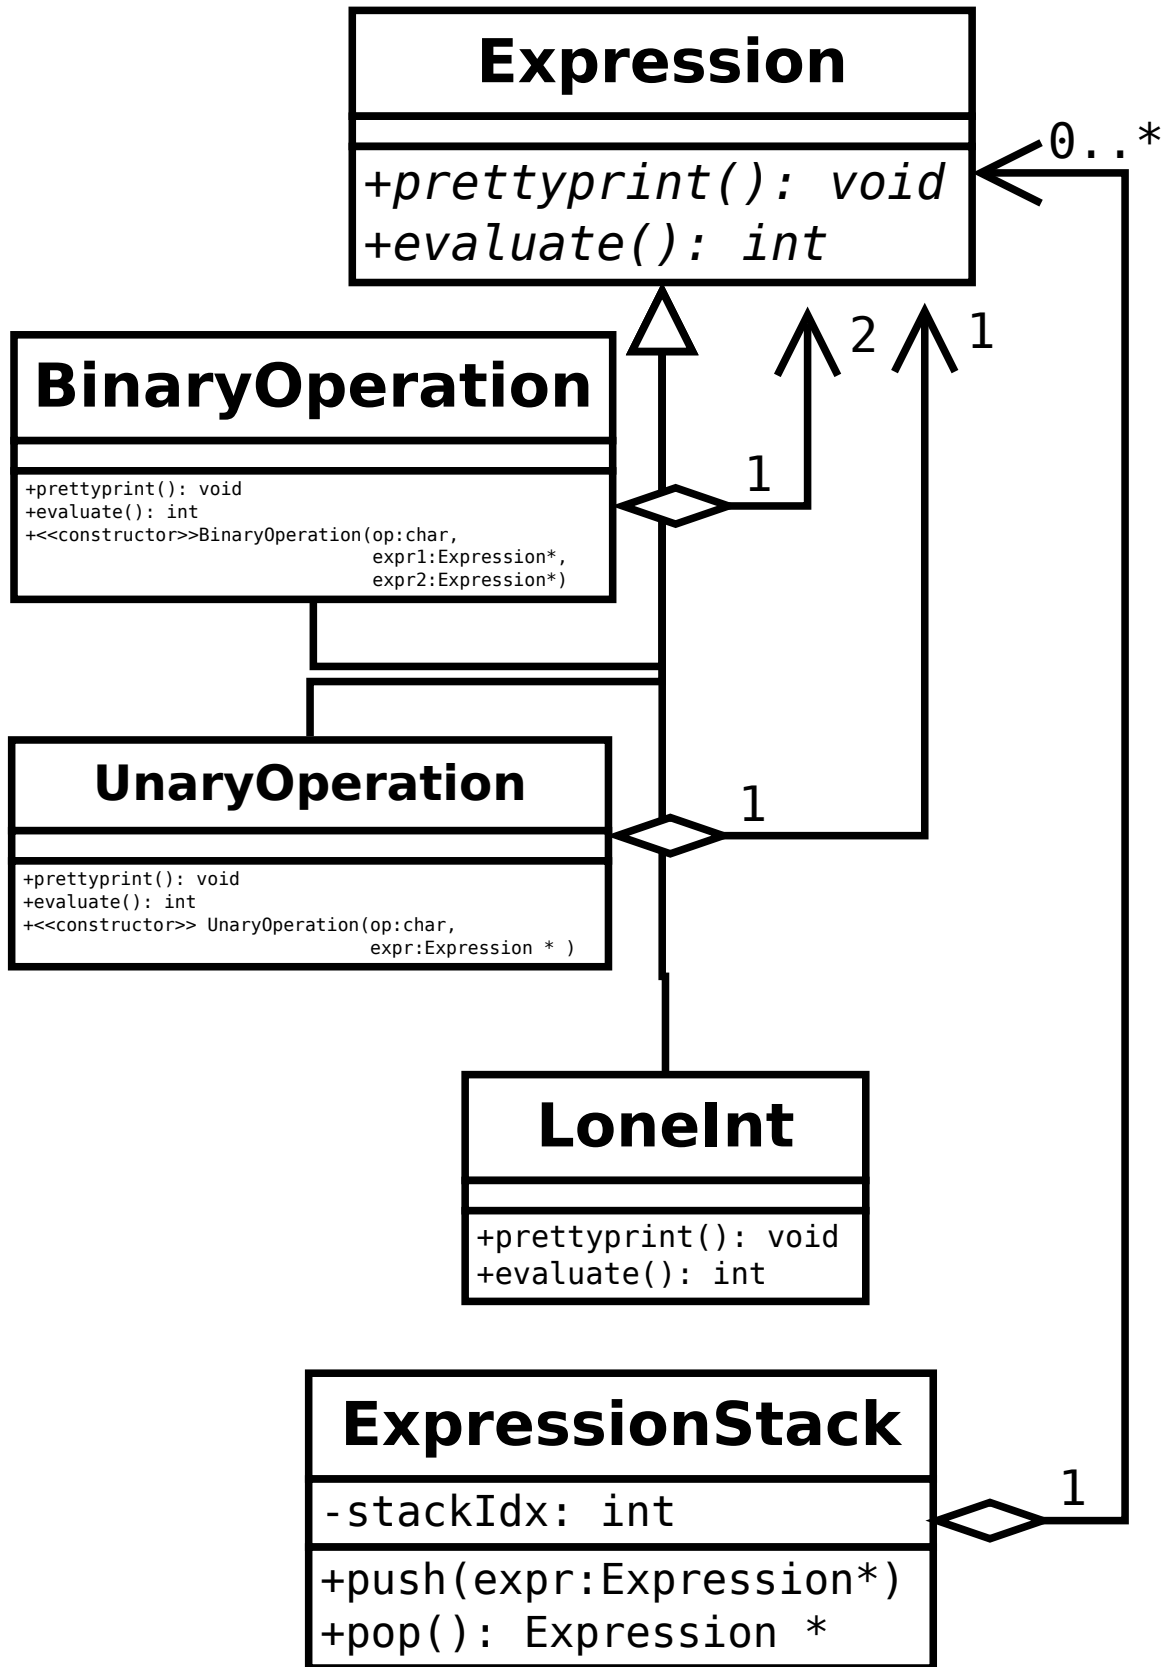 Expression
+prettyprint(): void
+evaluate(): int
0..*
2
1
BinaryOperation
+prettyprint(): void
+evaluate(): int
+<<constructor>>BinaryOperation(op:char,
expr1:Expression*,
expr2:Expression*)
1
UnaryOperation
+prettyprint(): void
+evaluate(): int
+<<constructor>> UnaryOperation(op:char,
expr:Expression * )
1
LoneInt
+prettyprint(): void
+evaluate(): int
ExpressionStack
-stackIdx: int
+push(expr:Expression*)
+pop(): Expression *
1